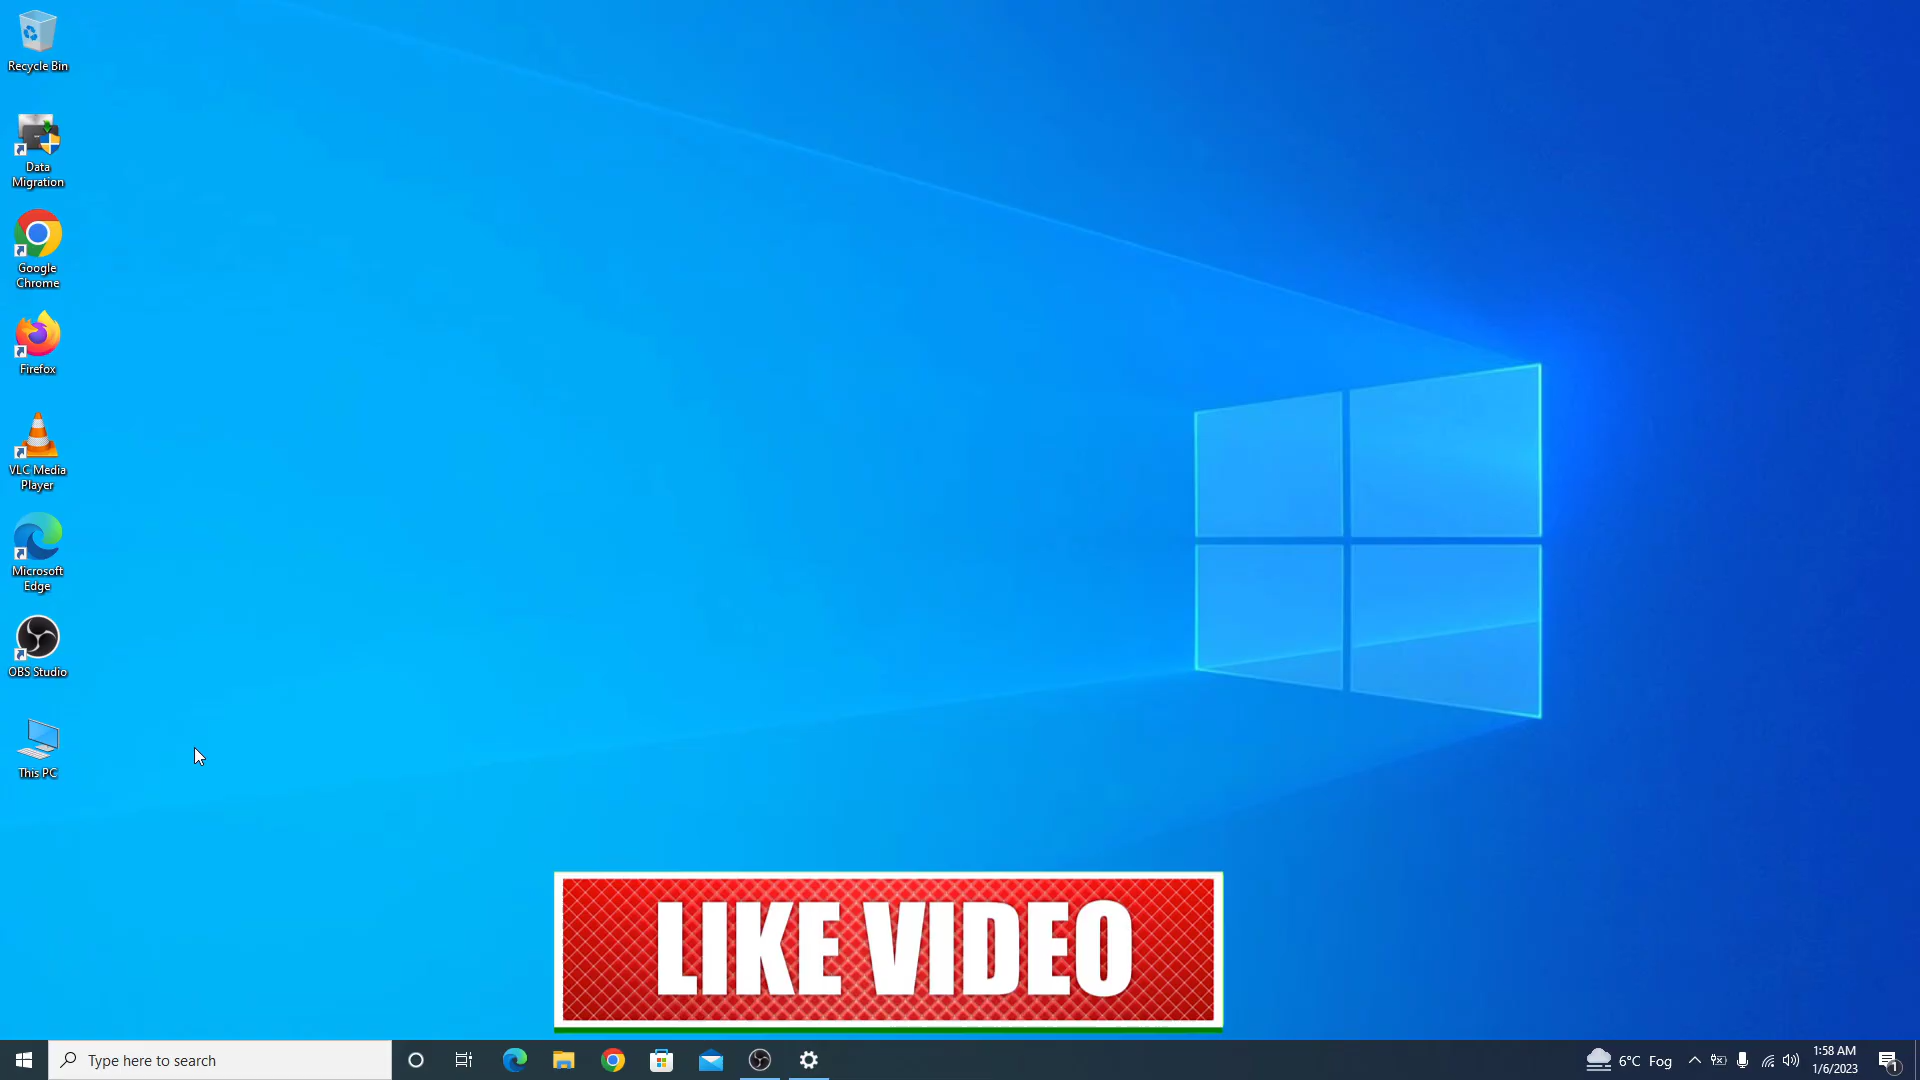 Recycle Bin
Data
Migration
Google
Chrome
Firefox
VLC Media
Player
Microsoft
Edge
OBS Studio
This PC
LIKE VIDEO
Type here to search
6°C Fog
1:58 AM
1/6/2023
1